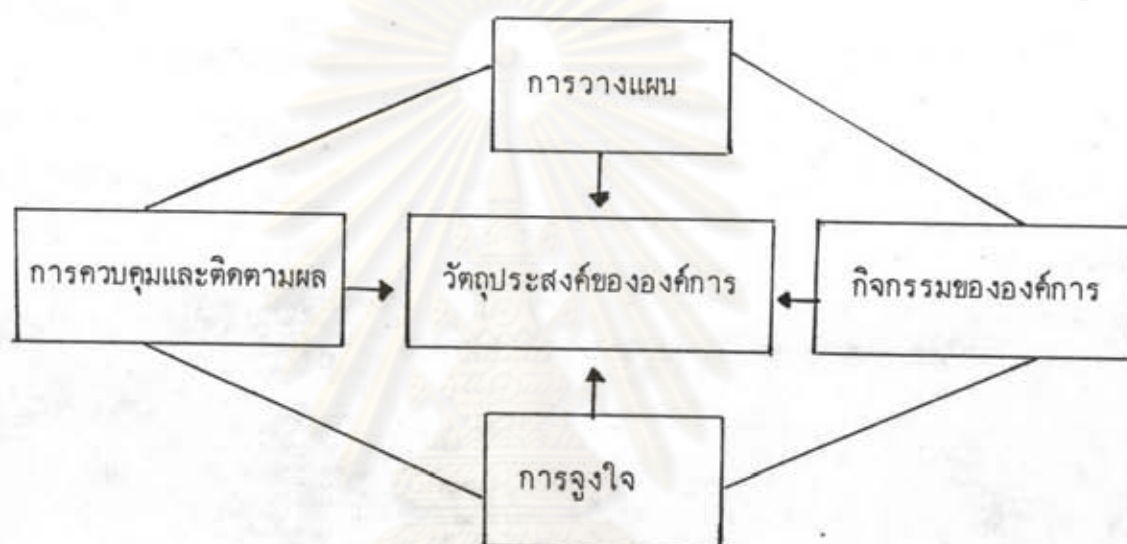 การวางแผน
การควบคุมและติดตามผล
วัตถุประสงค์ขององค์การ
กิจกรรมขององค์การ
การจูงใจ